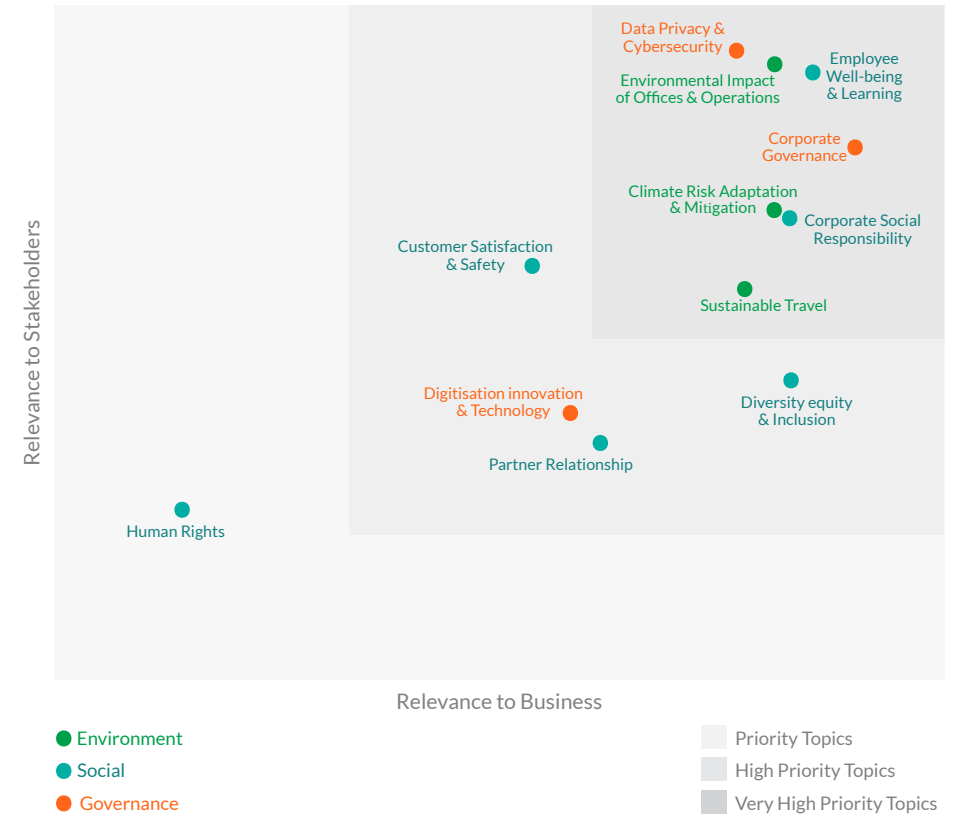 Data Privacy &
Cybersecurity
Employee
Well-being
& Learning
Environmental Impact
of Offices & Operations
Corporate
Governance
Climate Risk Adaptation
& Mitigation
Corporate Social
Responsibility
Customer Satisfaction
& Safety
Sustainable Travel
Digitisation innovation
& Technology
Diversity equity
& Inclusion
Partner Relationship
Human Rights
Relevance to Stakeholders
Relevance to Business
Environment
Social
Governance
Priority Topics
High Priority Topics
Very High Priority Topics